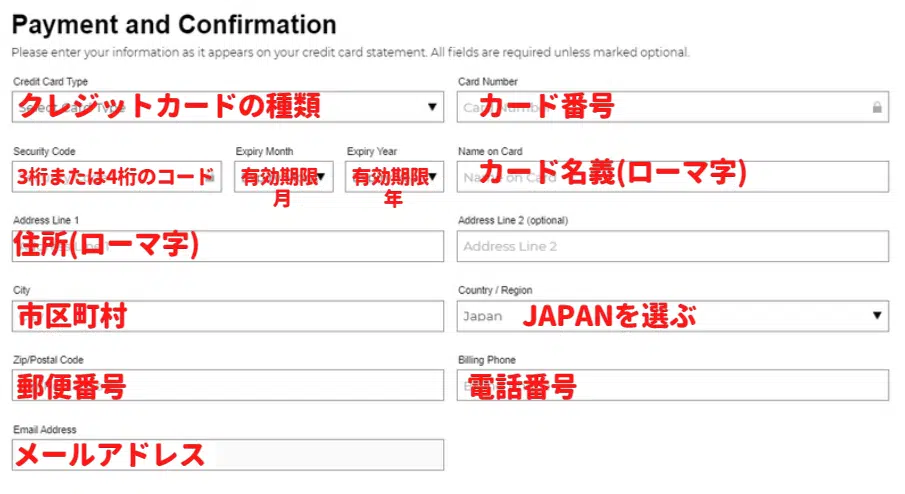 Payment and Confirmation
Please enter your information as it appears on your credit card statement. All fields are required unless marked optional.
Credit Card Type
クレジットカードの種類
Card Number
カード番号
Security Code
3桁または4桁のコード
Expiry Month
有効期限
月
Expiry Year
有効期限
年
Name on Card
Name on Card
カード名義(ローマ字)
Address Line 1
住所(ローマ字)
Address Line 2 (optional)
Address Line 2
City
市区町村
Country / Region
Japan JAPANを選ぶ
Zip/Postal Code
郵便番号
Billing Phone
電話番号
Email Address
メールアドレス